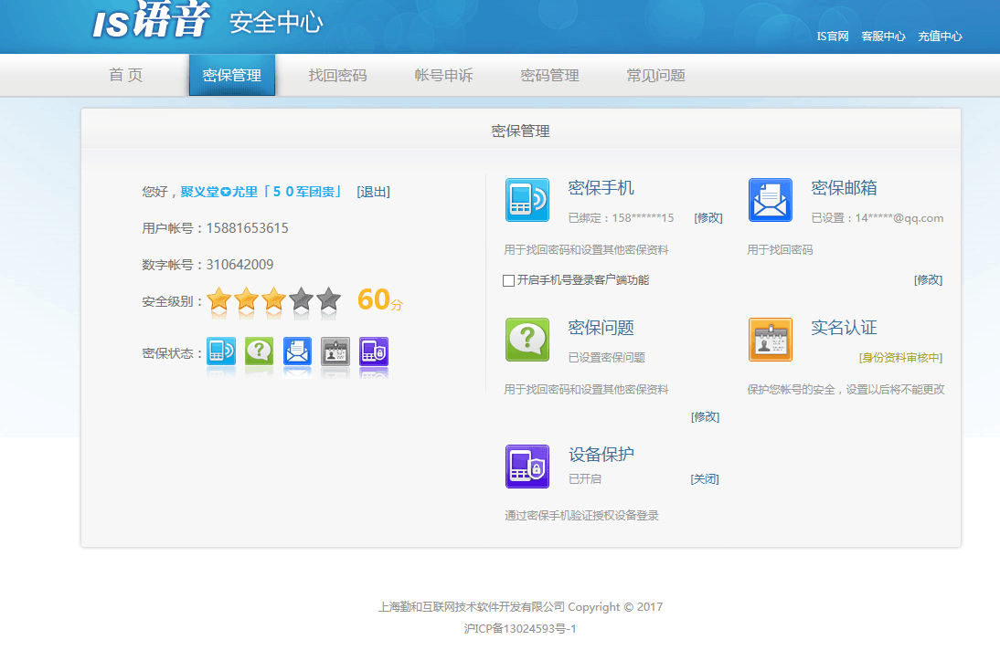 IS语音 安全中心
IS官网 客服中心 充值中心
首 页 密保管理 找回密码 帐号申诉 密码管理 常见问题
密保管理
您好，聚义堂✪尤里「５０军团贵」 [退出]
用户帐号：15881653615
数字帐号：310642009
安全级别： 60分
密保状态：
密保手机
已绑定：158******15 [修改]
用于找回密码和设置其他密保资料
开启手机号登录客户端功能
密保邮箱
已设置：14*****@qq.com
用于找回密码
[修改]
密保问题
已设置密保问题
用于找回密码和设置其他密保资料
[修改]
实名认证
[身份资料审核中]
保护您帐号的安全，设置以后将不能更改
设备保护
已开启 [关闭]
通过密保手机验证授权设备登录
上海勤和互联网技术软件开发有限公司 Copyright © 2017
沪ICP备13024593号-1